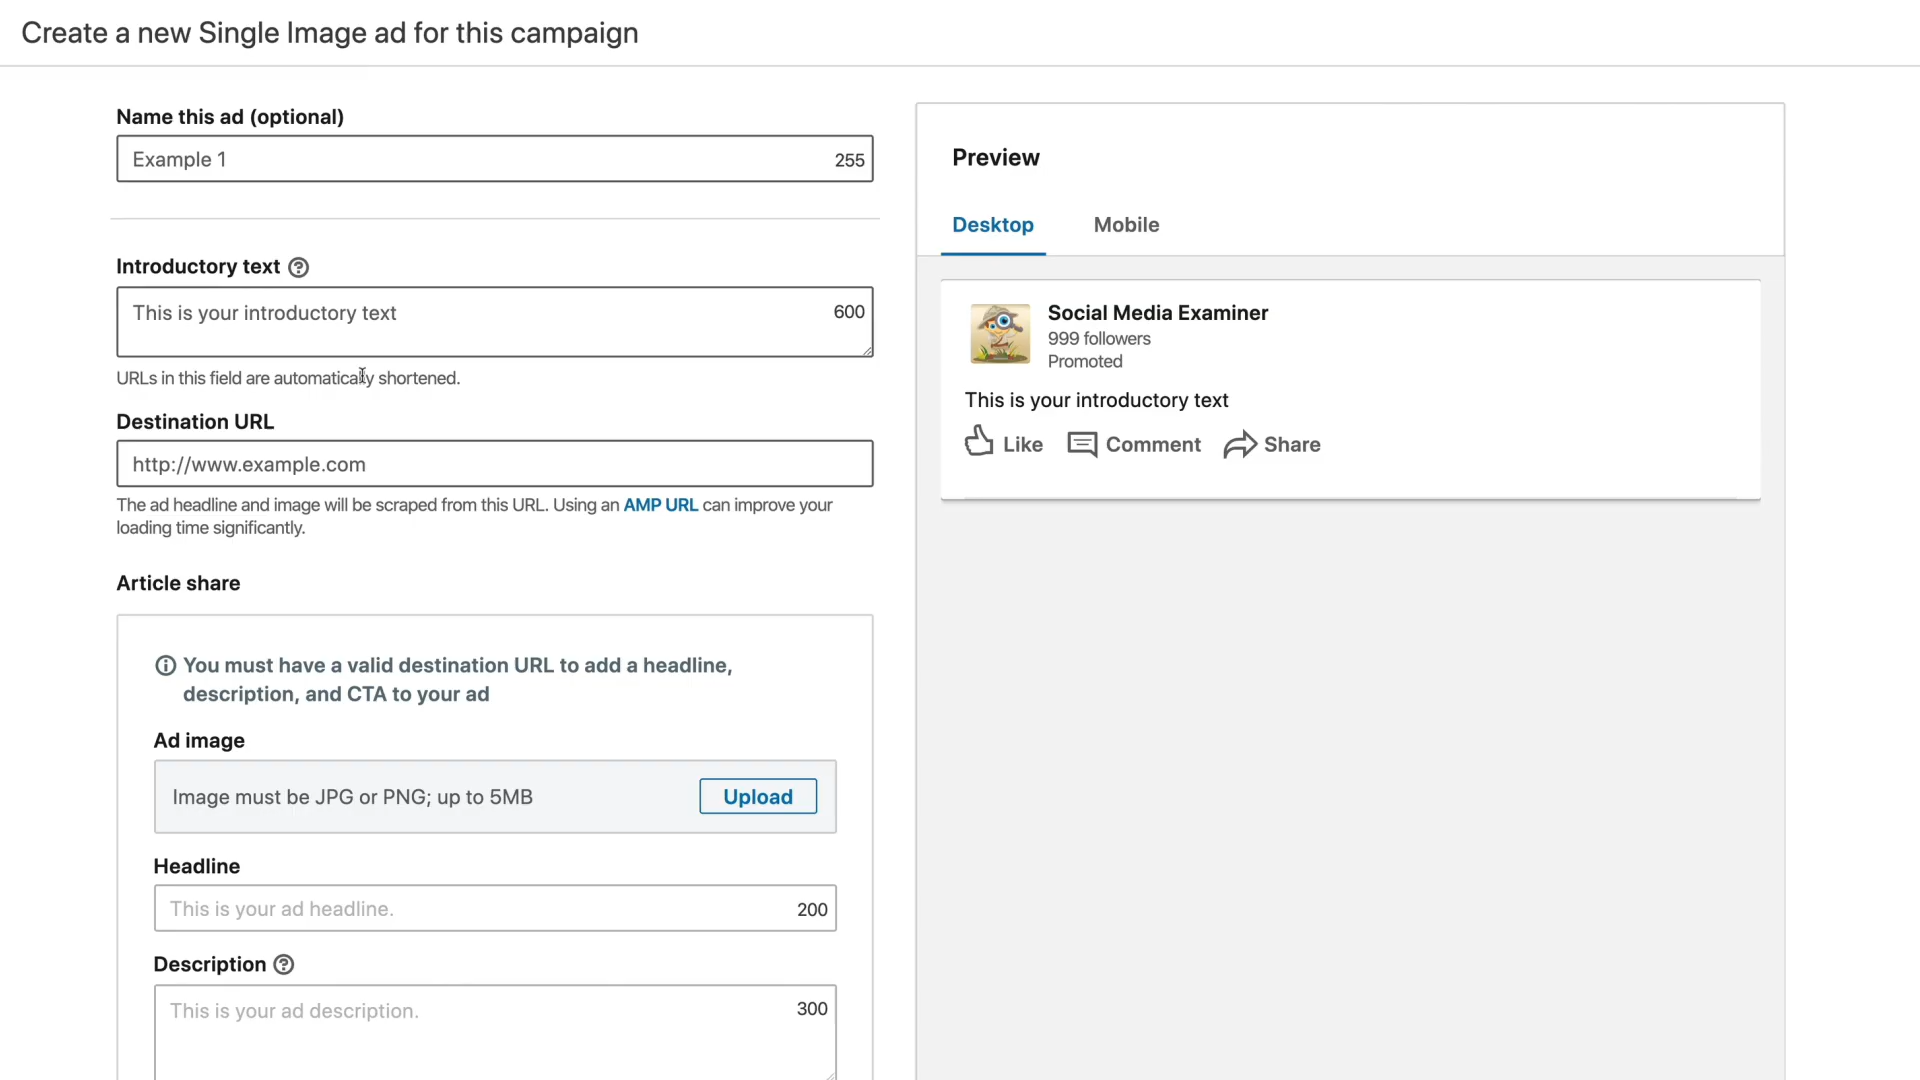 Create a new Single Image ad for this campaign
Name this ad (optional)
Example 1
255
Introductory text
This is your introductory text
600
URLs in this field are automatically shortened.
Destination URL
http://www.example.com
The ad headline and image will be scraped from this URL. Using an AMP URL can improve your
loading time significantly.
Article share
You must have a valid destination URL to add a headline,
description, and CTA to your ad
Ad image
Image must be JPG or PNG; up to 5MB
Upload
Headline
This is your ad headline.
200
Description
This is your ad description.
300
Preview
Desktop
Mobile
Social Media Examiner
999 followers
Promoted
This is your introductory text
Like
Comment
Share